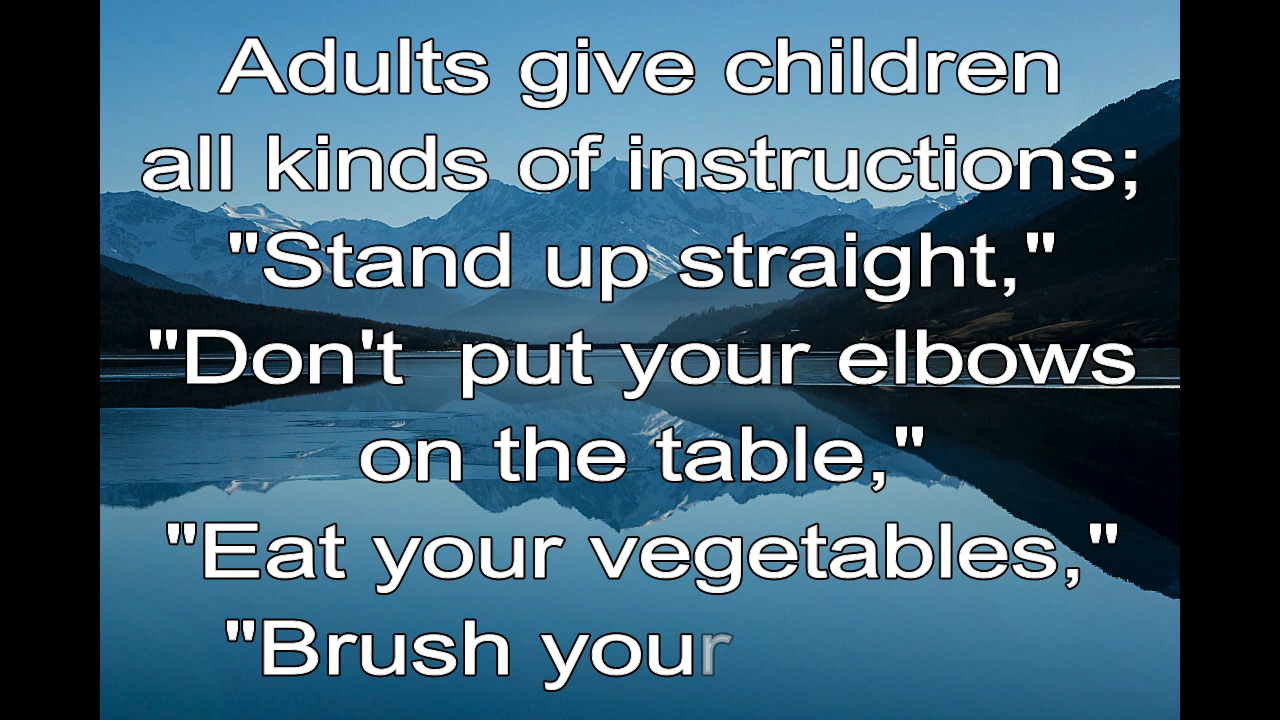 Adults give children
all kinds of instructions;
"Stand up straight,"
"Don't  put your elbows
on the table,"
"Eat your vegetables,"
"Brush your